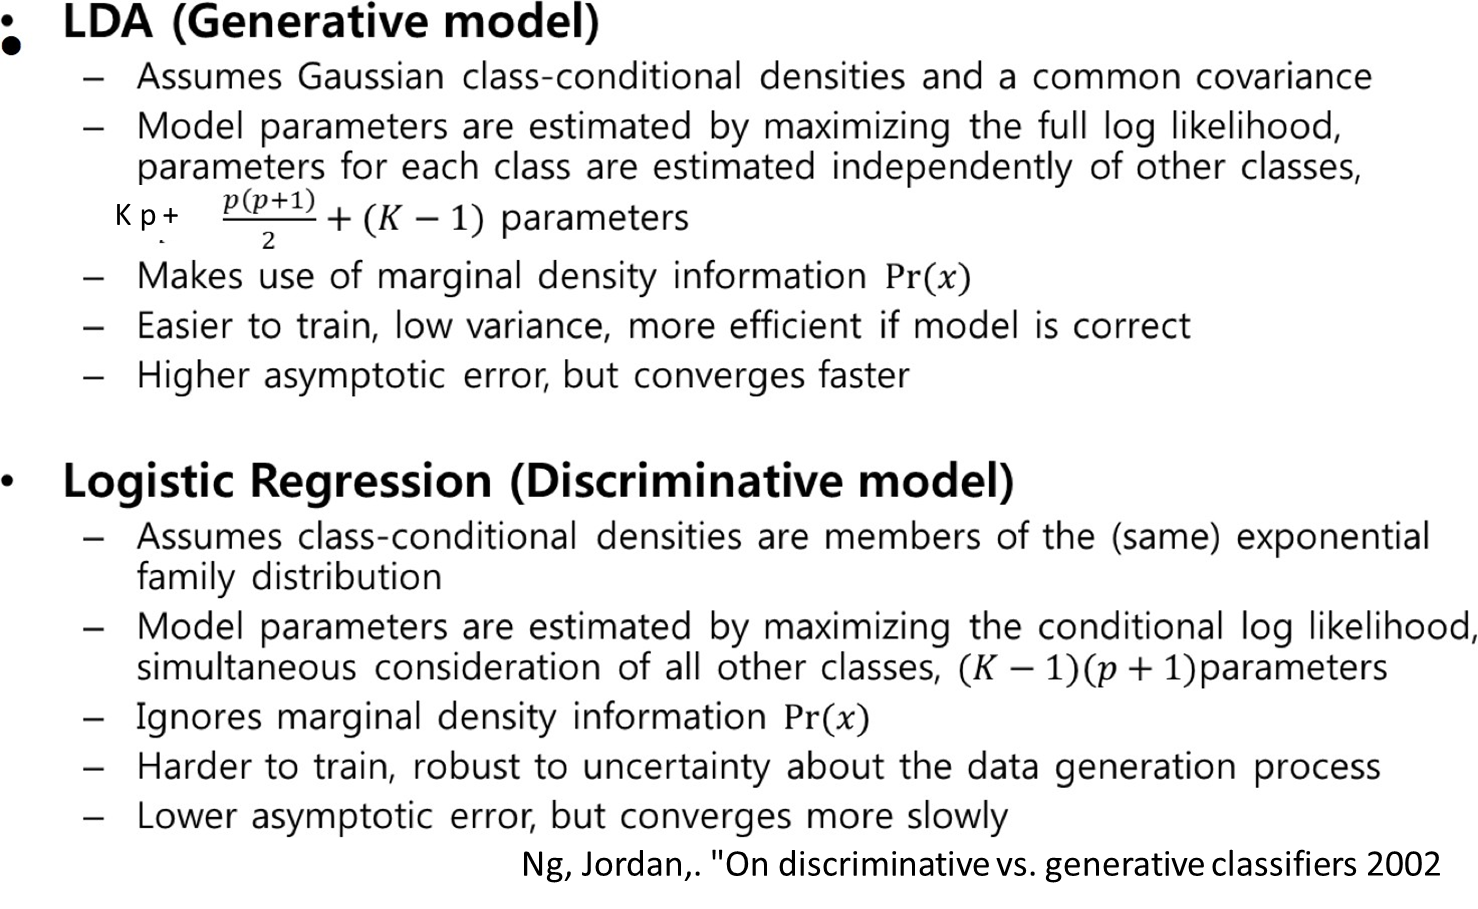 • LDA (Generative model)
– Assumes Gaussian class-conditional densities and a common covariance
– Model parameters are estimated by maximizing the full log likelihood,
parameters for each class are estimated independently of other classes,
K p + p(p+1)/2 + (K − 1) parameters
– Makes use of marginal density information Pr(x)
– Easier to train, low variance, more efficient if model is correct
– Higher asymptotic error, but converges faster
• Logistic Regression (Discriminative model)
– Assumes class-conditional densities are members of the (same) exponential
family distribution
– Model parameters are estimated by maximizing the conditional log likelihood,
simultaneous consideration of all other classes, (K − 1)(p + 1)parameters
– Ignores marginal density information Pr(x)
– Harder to train, robust to uncertainty about the data generation process
– Lower asymptotic error, but converges more slowly
Ng, Jordan,. "On discriminative vs. generative classifiers 2002